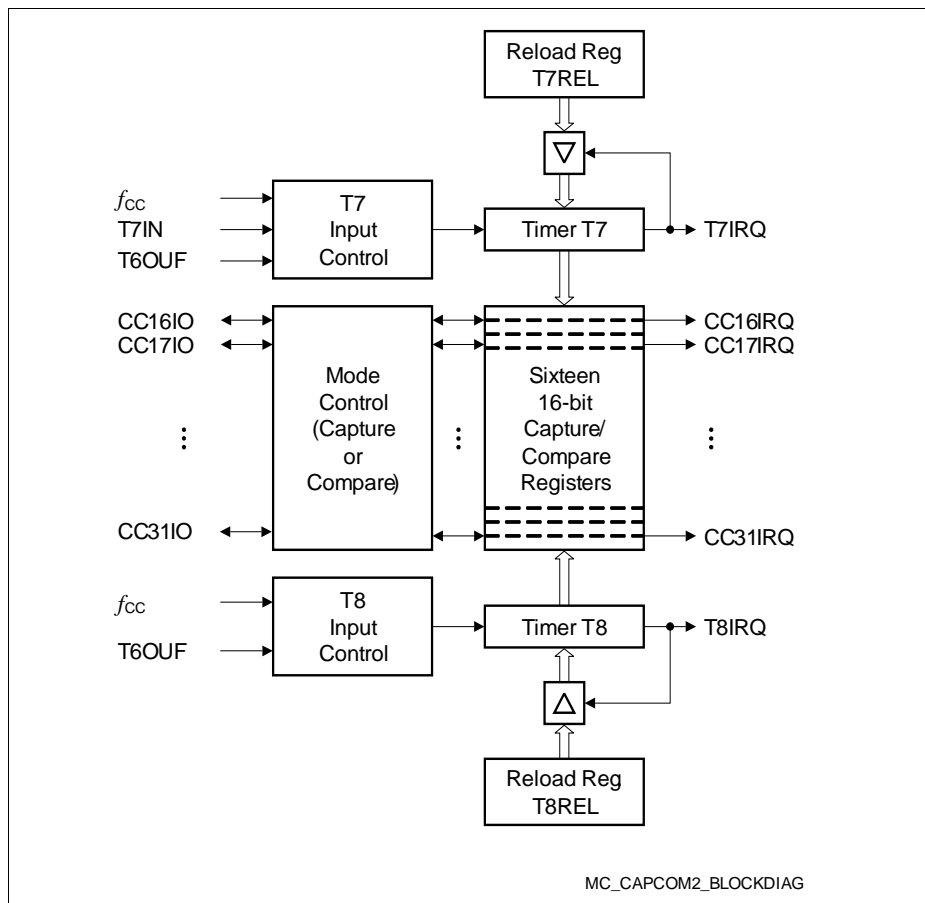 Reload Reg
T7REL
fCC
T7IN
T6OUF
T7
Input
Control
Timer T7
T7IRQ
CC16IO
CC17IO
CC31IO
Mode
Control
(Capture
or
Compare)
Sixteen
16-bit
Capture/
Compare
Registers
CC16IRQ
CC17IRQ
CC31IRQ
fCC
T6OUF
T8
Input
Control
Timer T8
T8IRQ
Reload Reg
T8REL
MC_CAPCOM2_BLOCKDIAG